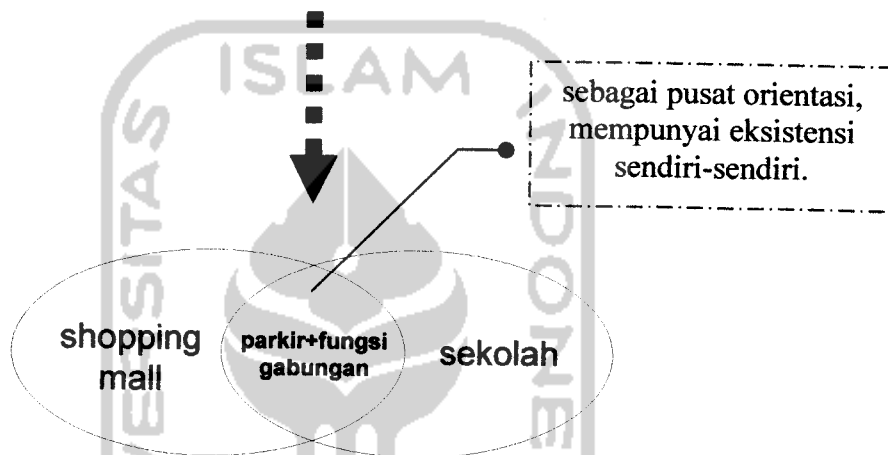 ISLAM
sebagai pusat orientasi,
mempunyai eksistensi
sendiri-sendiri.
shopping
mall
parkir+fungsi
gabungan
sekolah